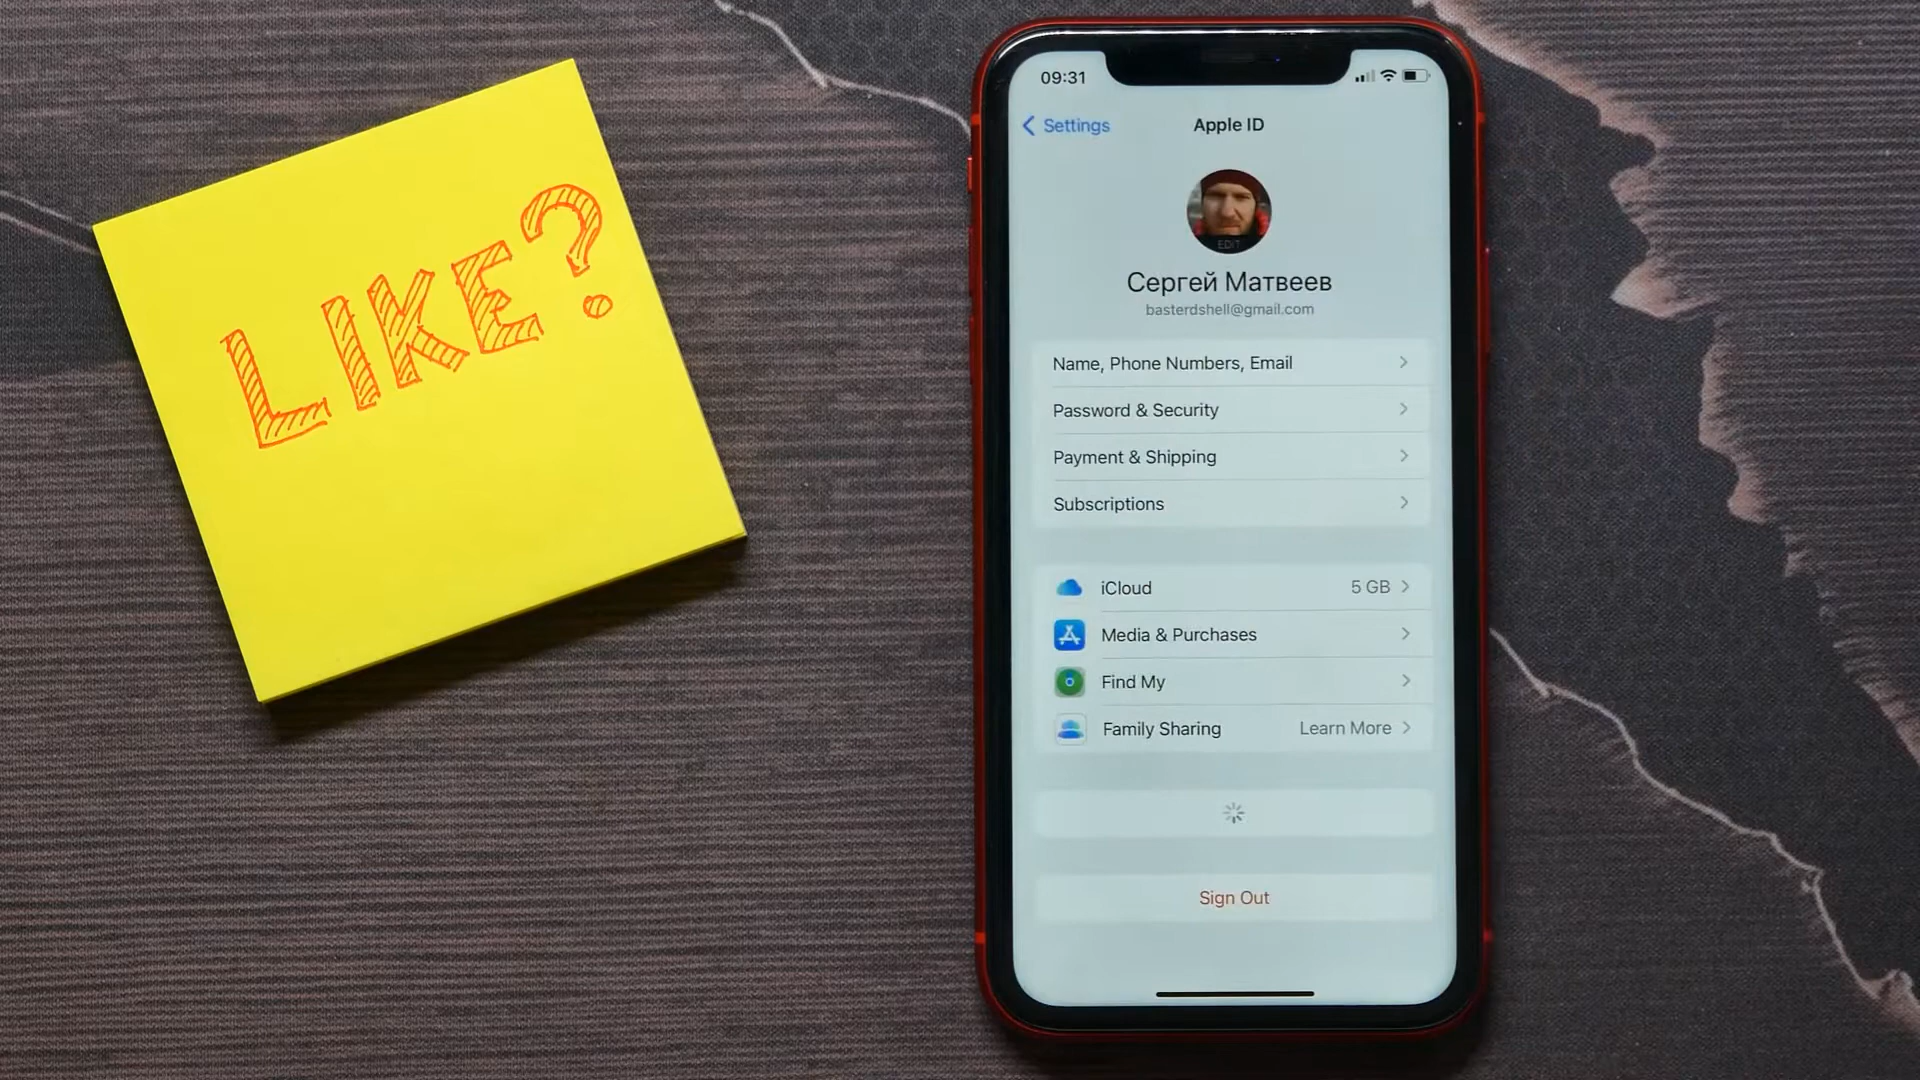 LIKE?
09:31
Settings
Apple ID
EDIT
Сергей Матвеев
basterdshell@gmail.com
Name, Phone Numbers, Email
Password & Security
Payment & Shipping
Subscriptions
iCloud 5 GB
Media & Purchases
Find My
Family Sharing Learn More
Sign Out